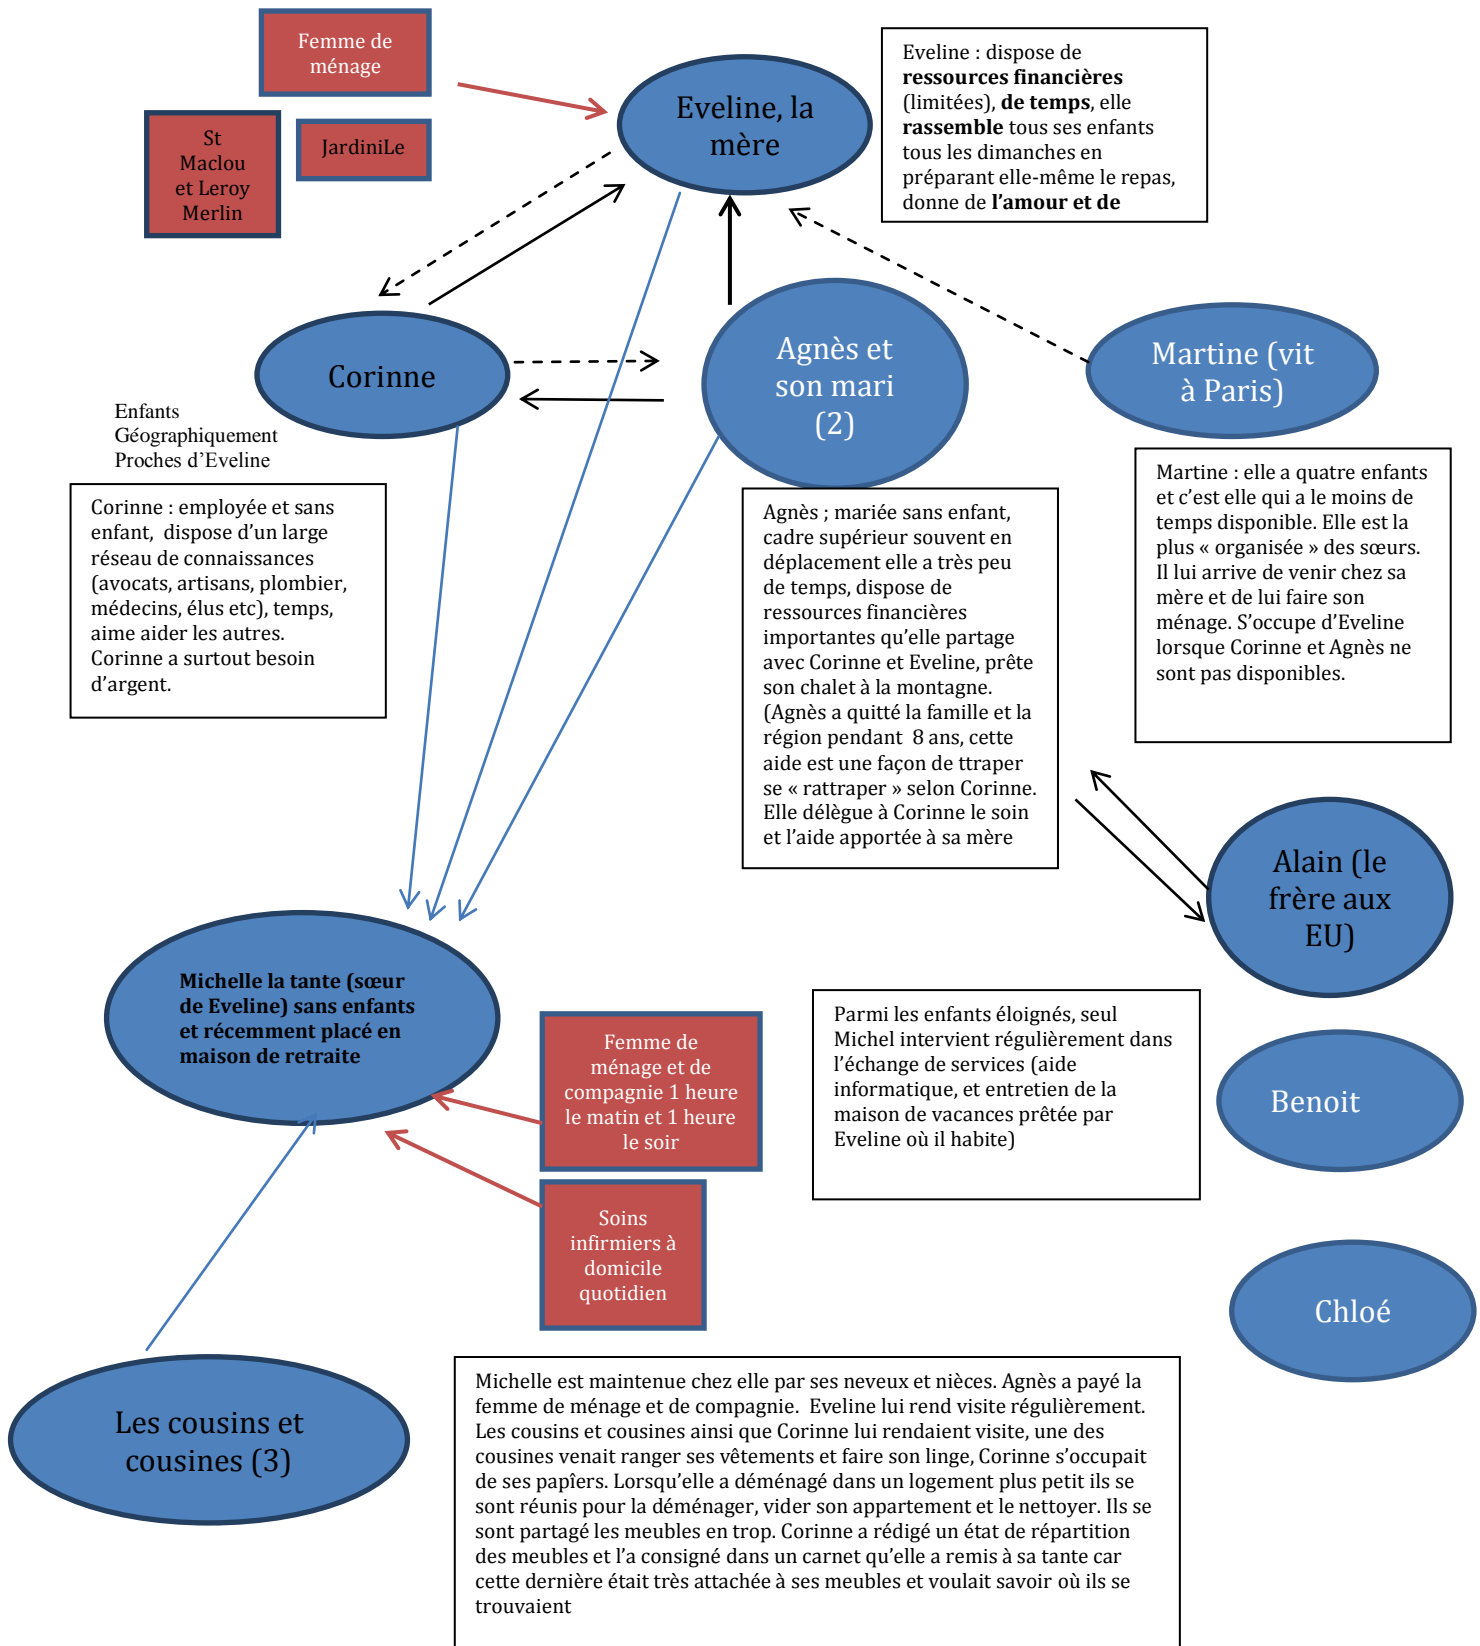 Femme de
ménage
St
Maclou
et Leroy
Merlin
JardiniLe
Eveline, la
mère
Eveline : dispose de
ressources financières
(limitées), de temps, elle
rassemble tous ses enfants
tous les dimanches en
préparant elle-même le repas,
donne de l’amour et de
Corinne
Agnès et
son mari
(2)
Martine (vit
à Paris)
Enfants
Géographiquement
Proches d’Eveline
Corinne : employée et sans
enfant, dispose d’un large
réseau de connaissances
(avocats, artisans, plombier,
médecins, élus etc), temps,
aime aider les autres.
Corinne a surtout besoin
d’argent.
Agnès ; mariée sans enfant,
cadre supérieur souvent en
déplacement elle a très peu
de temps, dispose de
ressources financières
importantes qu’elle partage
avec Corinne et Eveline, prête
son chalet à la montagne.
(Agnès a quitté la famille et la
région pendant 8 ans, cette
aide est une façon de ttraper
se « rattraper » selon Corinne.
Elle délègue à Corinne le soin
et l’aide apportée à sa mère
Martine : elle a quatre enfants
et c’est elle qui a le moins de
temps disponible. Elle est la
plus « organisée » des sœurs.
Il lui arrive de venir chez sa
mère et de lui faire son
ménage. S’occupe d’Eveline
lorsque Corinne et Agnès ne
sont pas disponibles.
Alain (le
frère aux
EU)
Michelle la tante (sœur
de Eveline) sans enfants
et récemment placé en
maison de retraite
Femme de
ménage et de
compagnie 1 heure
le matin et 1 heure
le soir
Parmi les enfants éloignés, seul
Michel intervient régulièrement dans
l’échange de services (aide
informatique, et entretien de la
maison de vacances prêtée par
Eveline où il habite)
Benoit
Soins
infirmiers à
domicile
quotidien
Chloé
Les cousins et
cousines (3)
Michelle est maintenue chez elle par ses neveux et nièces. Agnès a payé la
femme de ménage et de compagnie. Eveline lui rend visite régulièrement.
Les cousins et cousines ainsi que Corinne lui rendaient visite, une des
cousines venait ranger ses vêtements et faire son linge, Corinne s’occupait
de ses papîers. Lorsqu’elle a déménagé dans un logement plus petit ils se
sont réunis pour la déménager, vider son appartement et le nettoyer. Ils se
sont partagé les meubles en trop. Corinne a rédigé un état de répartition
des meubles et l’a consigné dans un carnet qu’elle a remis à sa tante car
cette dernière était très attachée à ses meubles et voulait savoir où ils se
trouvaient